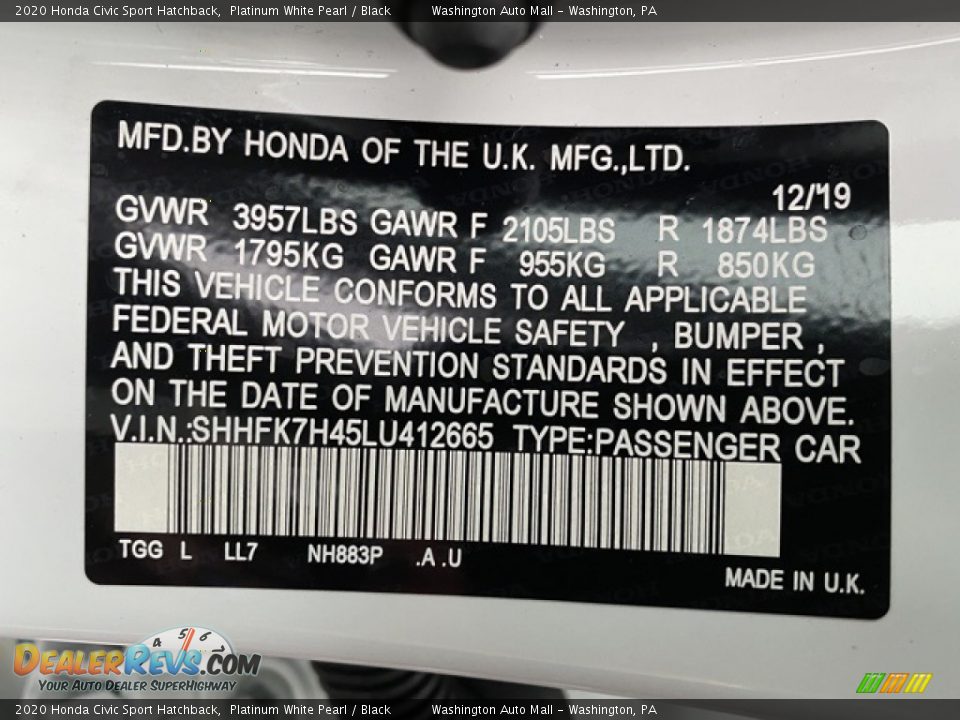 2020 Honda Civic Sport Hatchback, Platinum White Pearl / Black Washington Auto Mall - Washington, PA
MFD.BY HONDA OF THE U.K. MFG.,LTD.
12/'19
GVWR 3957LBS GAWR F 2105LBS R 1874LBS
GVWR 1795KG GAWR F 955KG R 850KG
THIS VEHICLE CONFORMS TO ALL APPLICABLE
FEDERAL MOTOR VEHICLE SAFETY , BUMPER ,
AND THEFT PREVENTION STANDARDS IN EFFECT
ON THE DATE OF MANUFACTURE SHOWN ABOVE.
V.I.N.:SHHFK7H45LU412665 TYPE:PASSENGER CAR
TGG L LL7 NH883P .A .U
MADE IN U.K.
4 5 6
DEALERREVS.COM
YOUR AUTO DEALER SUPERHIGHWAY
2020 Honda Civic Sport Hatchback, Platinum White Pearl / Black Washington Auto Mall - Washington, PA